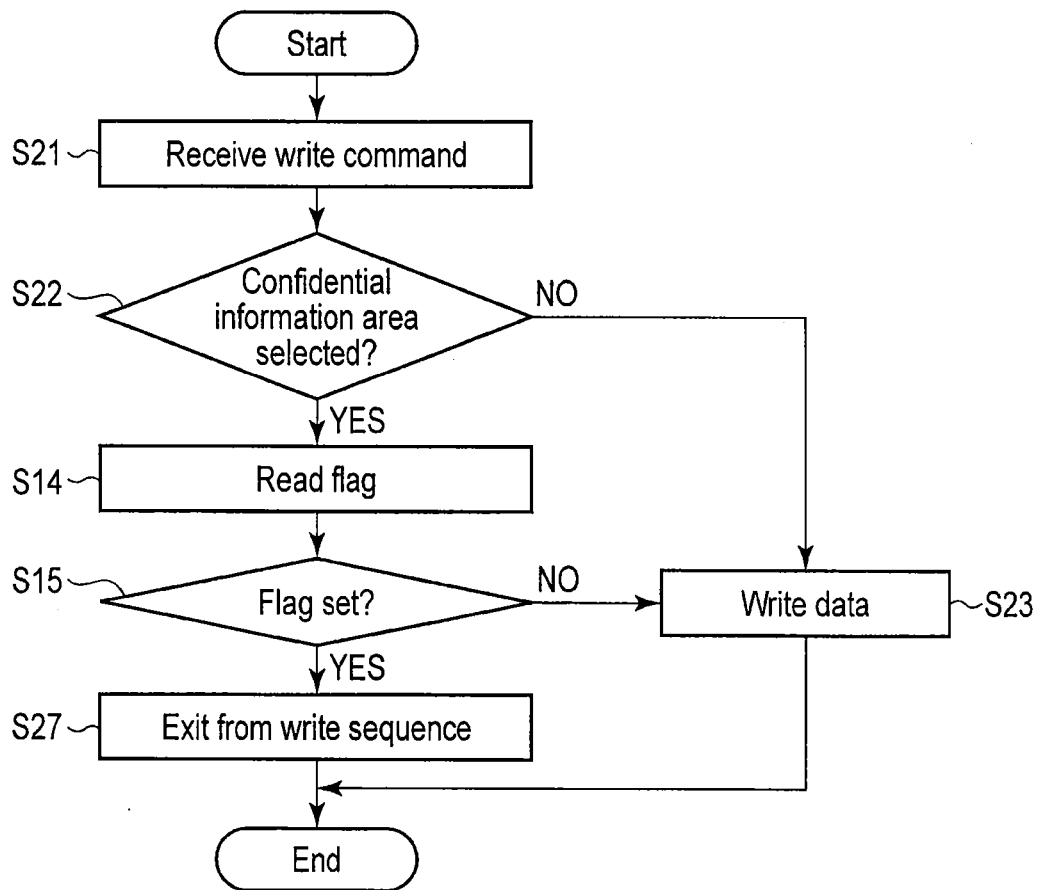 Start
S21
Receive write command
S22
Confidential
information area
selected?
NO
YES
S14
Read flag
S15
Flag set?
NO
Write data
S23
YES
S27
Exit from write sequence
End